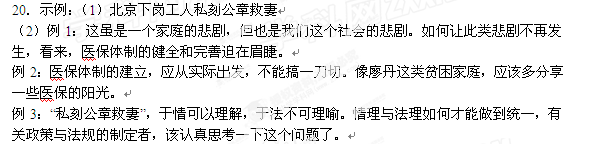 20. 示例：（1）北京下岗工人私刻公章救妻
（2）例 1：这虽是一个家庭的悲剧，但也是我们这个社会的悲剧。如何让此类悲剧不再发
生，看来，医保体制的健全和完善迫在眉睫。
例 2：医保体制的建立，应从实际出发，不能搞一刀切。像廖丹这类贫困家庭，应该多分享
一些医保的阳光。
例 3：“私刻公章救妻”，于情可以理解，于法不可理喻。情理与法理如何才能做到统一，有
关政策与法规的制定者，该认真思考一下这个问题了。